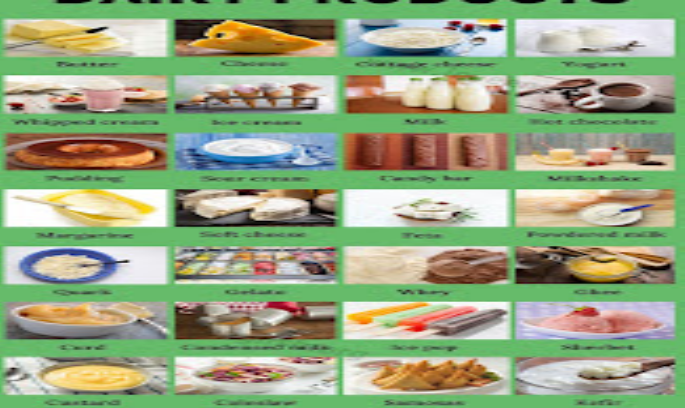 DAIRY PRODUCTS
Butter Cheese Cottage cheese Yogurt
Whipped cream Ice cream Milk Hot chocolate
Pudding Sour cream Candy bar Milkshake
Margarine Soft cheese Feta Powdered milk
Quark Gelato Whey Ghee
Curd Condensed milk Ice pop Sherbet
Custard Coleslaw Samosas Kefir